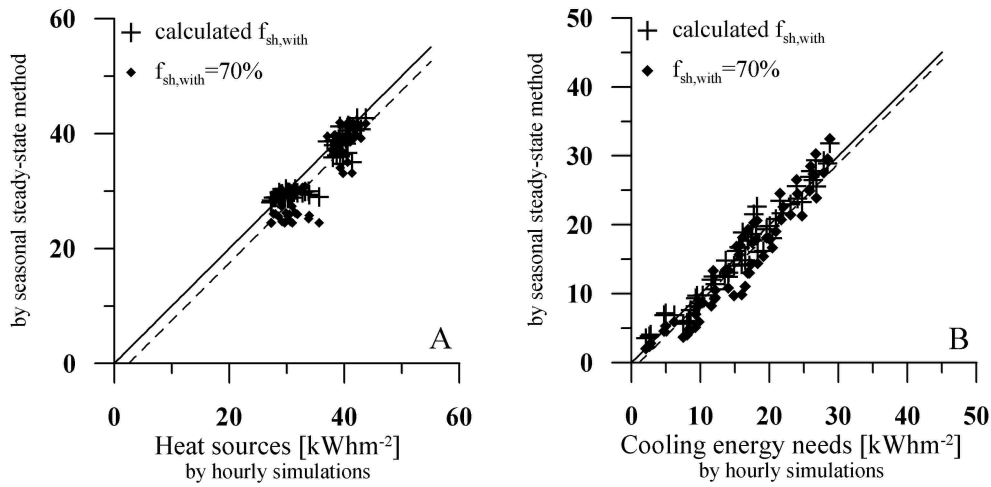 60
40
20
0
by seasonal steady-state method
calculated f_sh,with
f_sh,with=70%
A
0 20 40 60
Heat sources [kWhm⁻²]
by hourly simulations
50
40
30
20
10
0
by seasonal steady-state method
calculated f_sh,with
f_sh,with=70%
B
0 10 20 30 40 50
Cooling energy needs [kWhm⁻²]
by hourly simulations